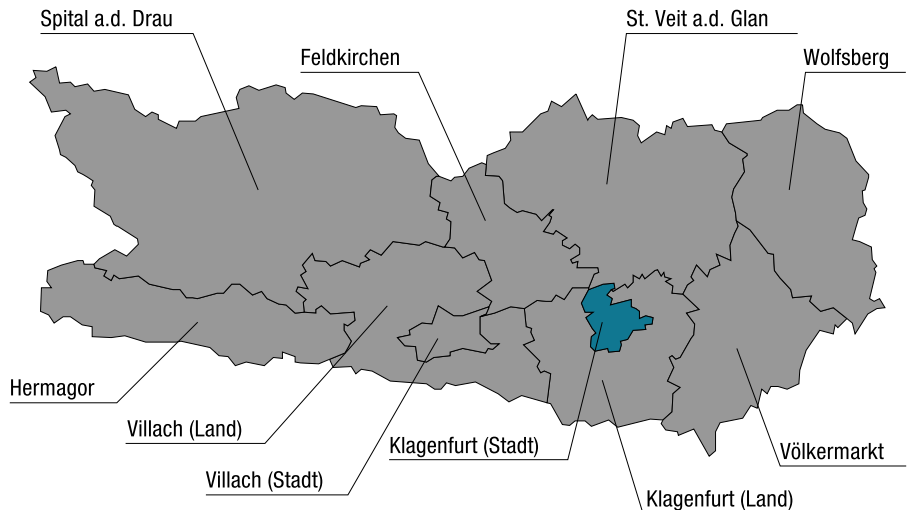 Spital a.d. Drau
St. Veit a.d. Glan
Feldkirchen
Wolfsberg
Hermagor
Villach (Land)
Klagenfurt (Stadt)
Völkermarkt
Villach (Stadt)
Klagenfurt (Land)